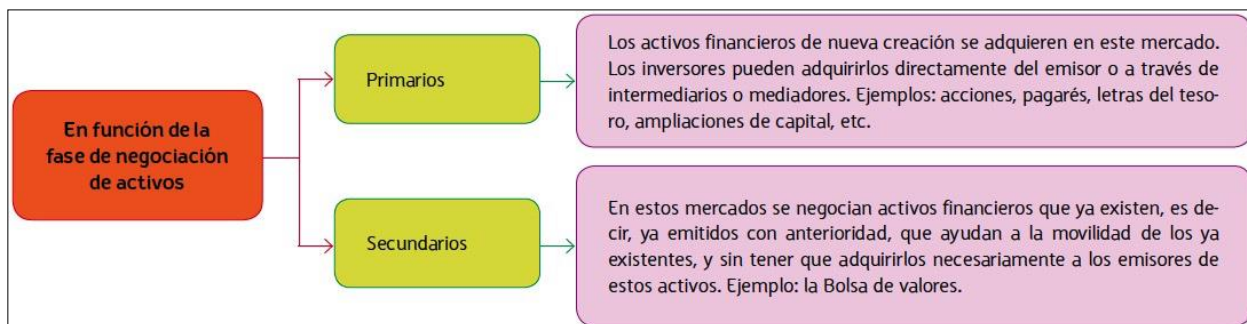 En función de la
fase de negociación
de activos
Primarios
Los activos financieros de nueva creación se adquieren en este mercado.
Los inversores pueden adquirirlos directamente del emisor o a través de
intermediarios o mediadores. Ejemplos: acciones, pagarés, letras del teso-
ro, ampliaciones de capital, etc.
Secundarios
En estos mercados se negocian activos financieros que ya existen, es de-
cir, ya emitidos con anterioridad, que ayudan a la movilidad de los ya
existentes, y sin tener que adquirirlos necesariamente a los emisores de
estos activos. Ejemplo: la Bolsa de valores.